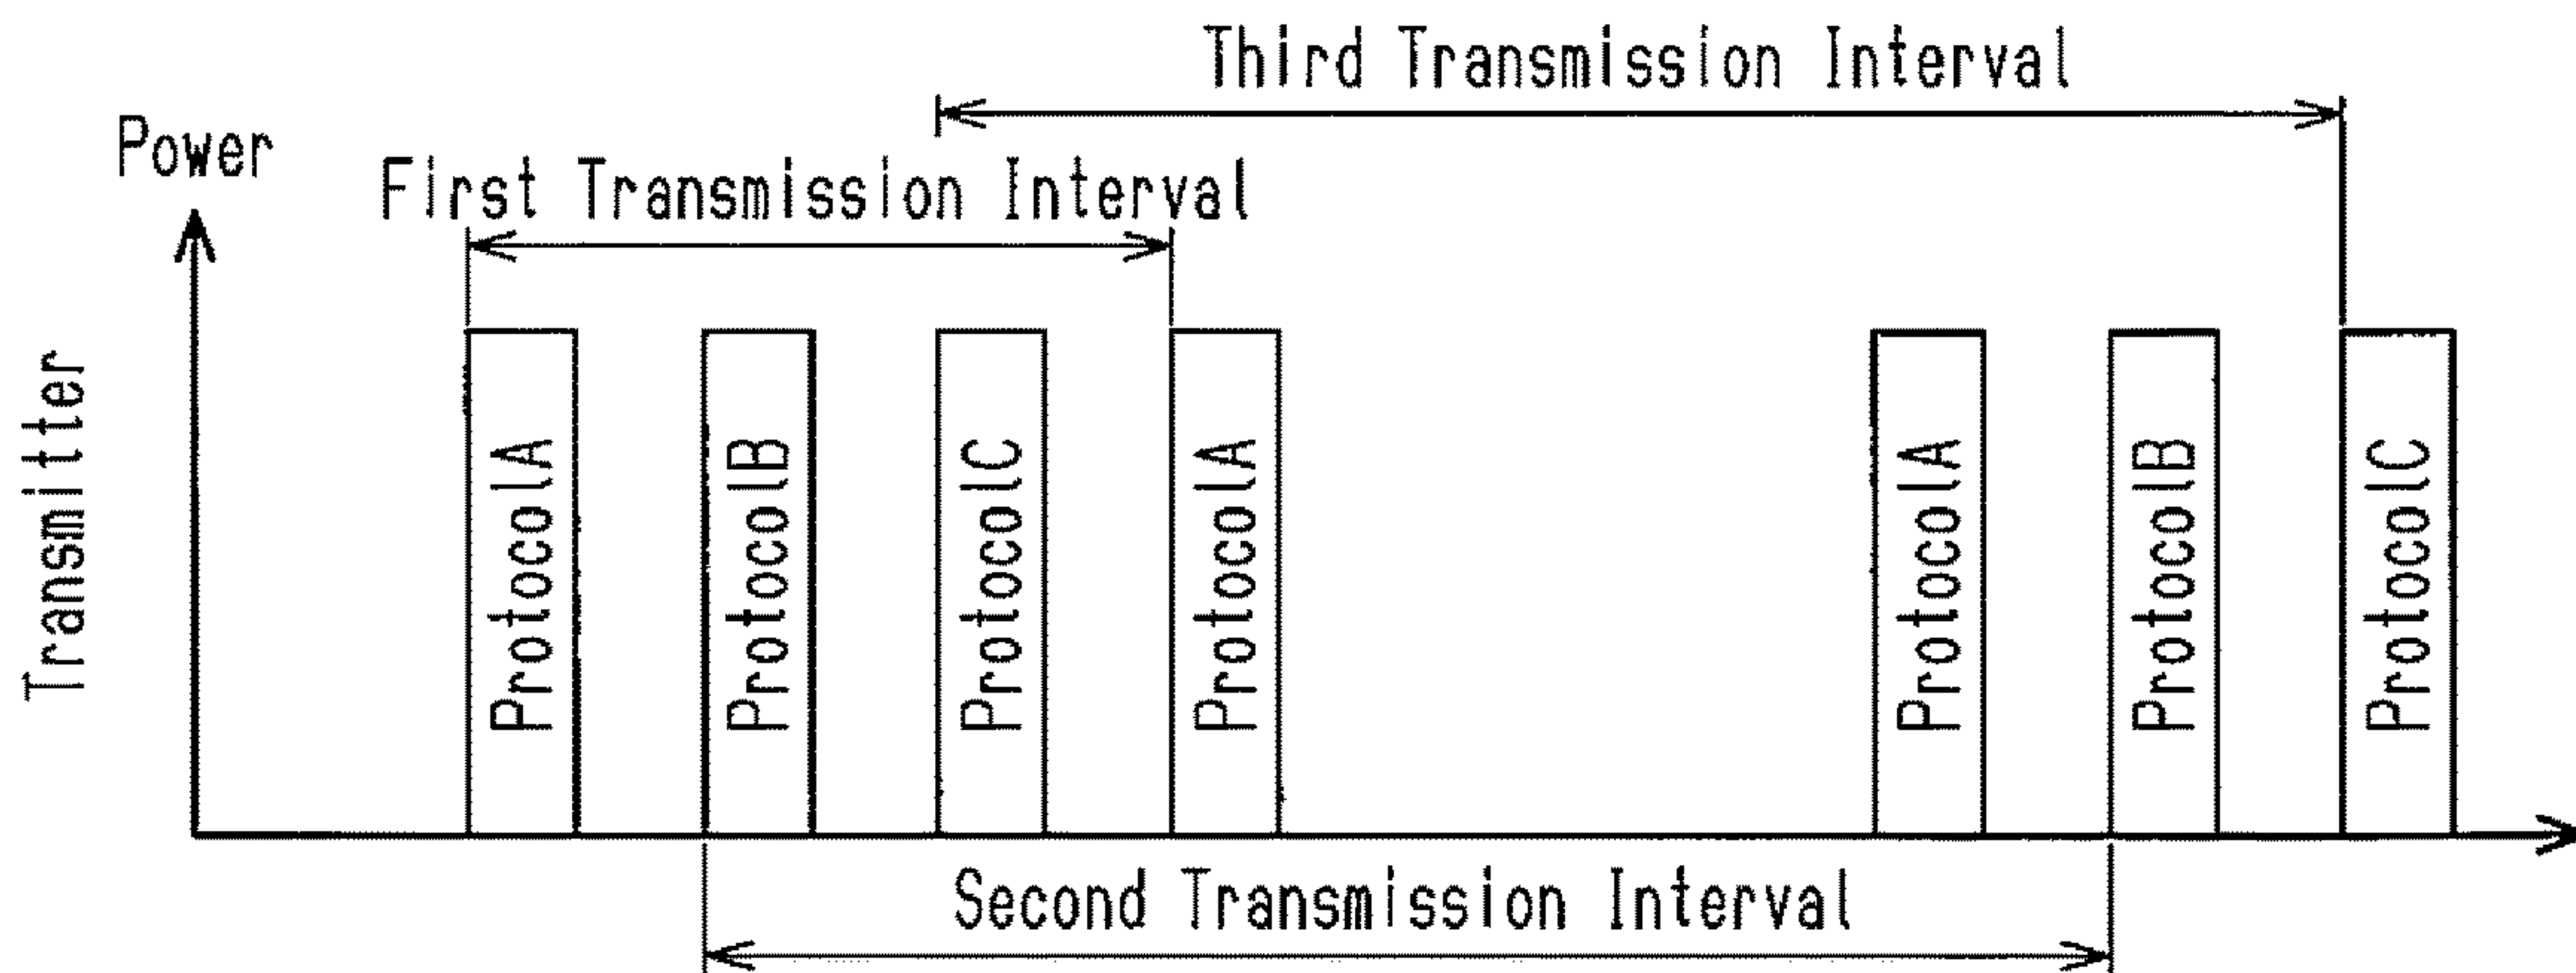 Third Transmission Interval
Power
First Transmission Interval
Transmitter
ProtocolA
ProtocolB
ProtocolC
ProtocolA
ProtocolA
ProtocolB
ProtocolC
Second Transmission Interval